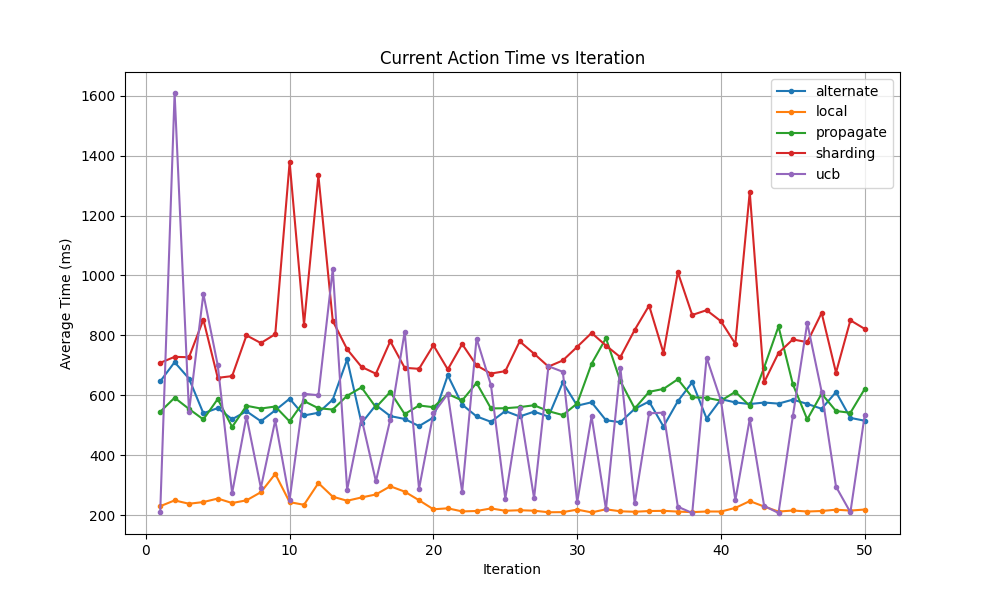 Current Action Time vs Iteration
1600
1400
1200
1000
800
600
400
200
Average Time (ms)
alternate
local
propagate
sharding
ucb
0
10
20
30
40
50
Iteration